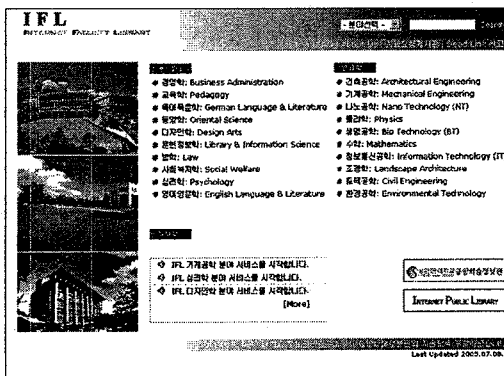 IFL
INTERNET FACULTY LIBRARY
- 분야선택 -
Search
경영학: Business Administration
교육학: Pedagogy
독어독문학: German Language & Literature
동양학: Oriental Science
디자인학: Design Arts
문헌정보학: Library & Information Science
법학: Law
사회복지학: Social Welfare
심리학: Psychology
영어영문학: English Language & Literature
건축공학: Architectural Engineering
기계공학: Mechanical Engineering
나노공학: Nano Technology (NT)
물리학: Physics
생명공학: Bio Technology (BT)
수학: Mathematics
정보통신공학: Information Technology (IT
조경학: Landscape Architecture
토목공학: Civil Engineering
환경공학: Environmental Technology
IFL 기계공학 분야 서비스를 시작합니다.
IFL 심리학 분야 서비스를 시작합니다.
IFL 디자인학 분야 서비스를 시작합니다.
[More]
INTERNET PUBLIC LIBRARY
Last Updated 2005.07.08.